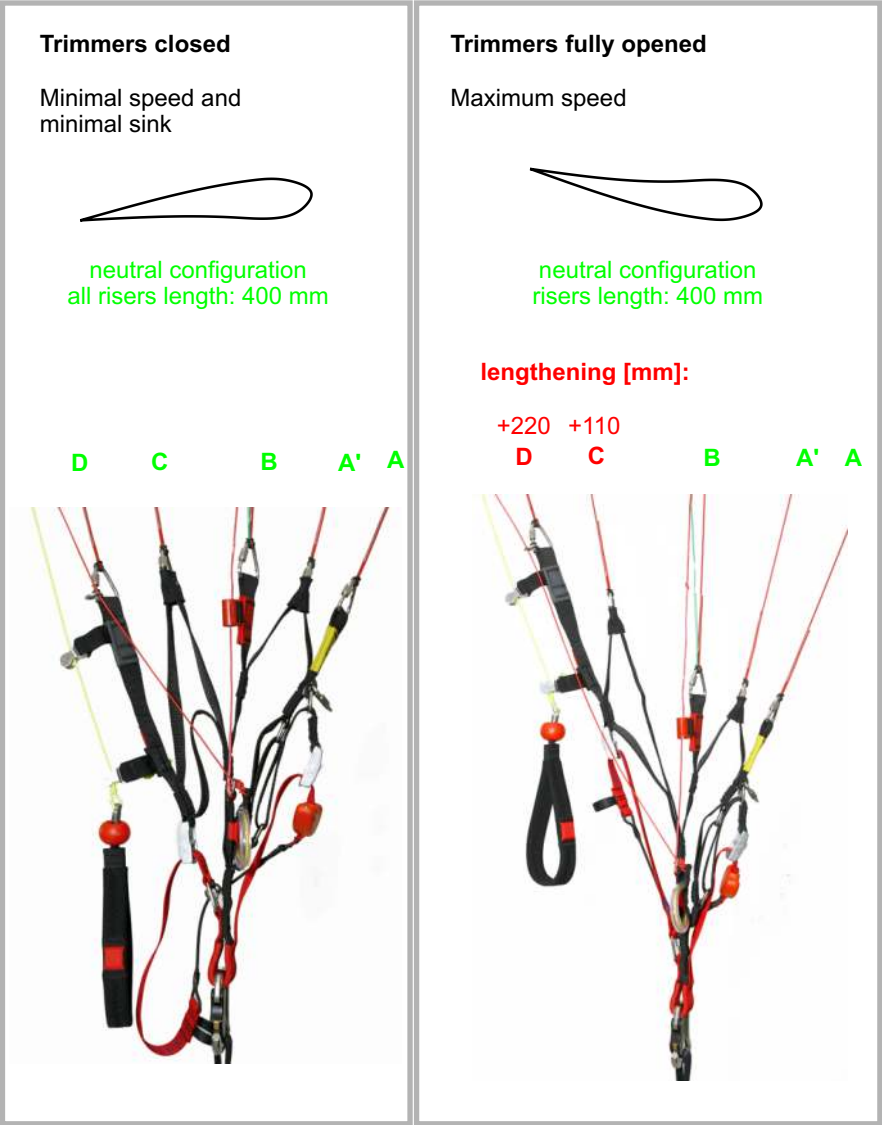 Trimmers closed
Minimal speed and
minimal sink
neutral configuration
all risers length: 400 mm
D C B A' A
Trimmers fully opened
Maximum speed
neutral configuration
risers length: 400 mm
lengthening [mm]:
+220 +110
D C B A' A